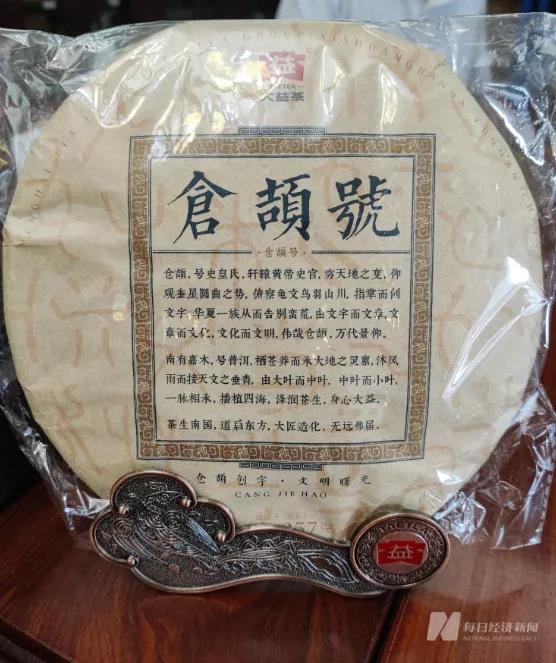 益
大益茶
倉頡號
·仓颉号·
仓颉,号史皇氏,轩辕黄帝史官,穷天地之变,仰
观奎星圆曲之势,俯察龟文鸟羽山川,指掌而创
文字,华夏一族从而告别蛮荒,由文字而文章,文
章而文化,文化而文明,伟哉仓颉,万代景仰。
南有嘉木,号普洱,栖苍莽而承大地之灵禀,沐风
雨而接天文之垂青,由大叶而中叶,中叶而小叶,
一脉相承,播植四海,泽润苍生,身心大益。
茶生南国,道启东方,大匠造化,无远弗届。
仓颉创字·文明曙光
CANG JIE HAO
357
TAETEA
益
每日经济新闻
NATIONAL BUSINESS DAILY